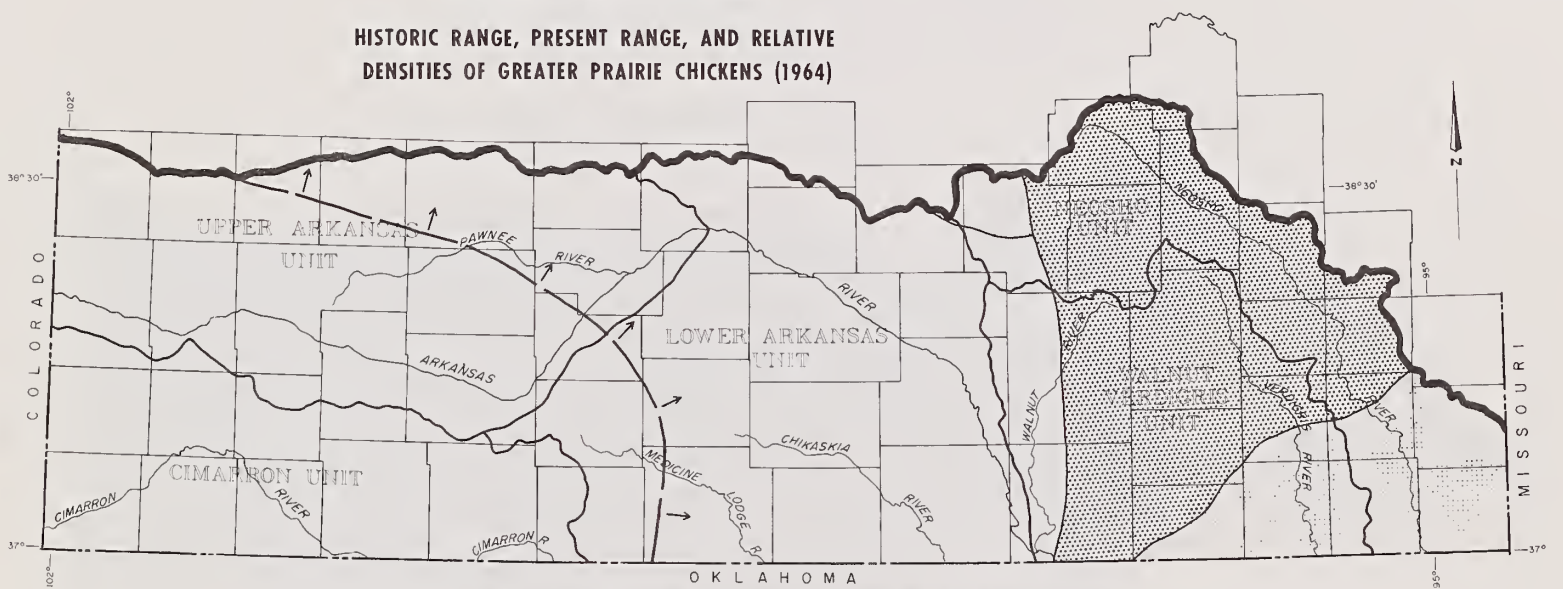 HISTORIC RANGE, PRESENT RANGE, AND RELATIVE
DENSITIES OF GREATER PRAIRIE CHICKENS (1964)
102°
38°30'
38°30'
N
95°
UPPER ARKANSAS
UNIT
PAWNEE
RIVER
NEOSHO
UNIT
NEOSHO
RIVER
COLORADO
ARKANSAS
RIVER
LOWER ARKANSAS
UNIT
WALNUT
RIVER
WALNUT
VERDIGRIS
UNIT
VERDIGRIS
RIVER
CIMARRON UNIT
CIMARRON
RIVER
CIMARRON R
MEDICINE
LODGE R
CHIKASKIA
RIVER
MISSOURI
37°
37°
102°
95°
OKLAHOMA